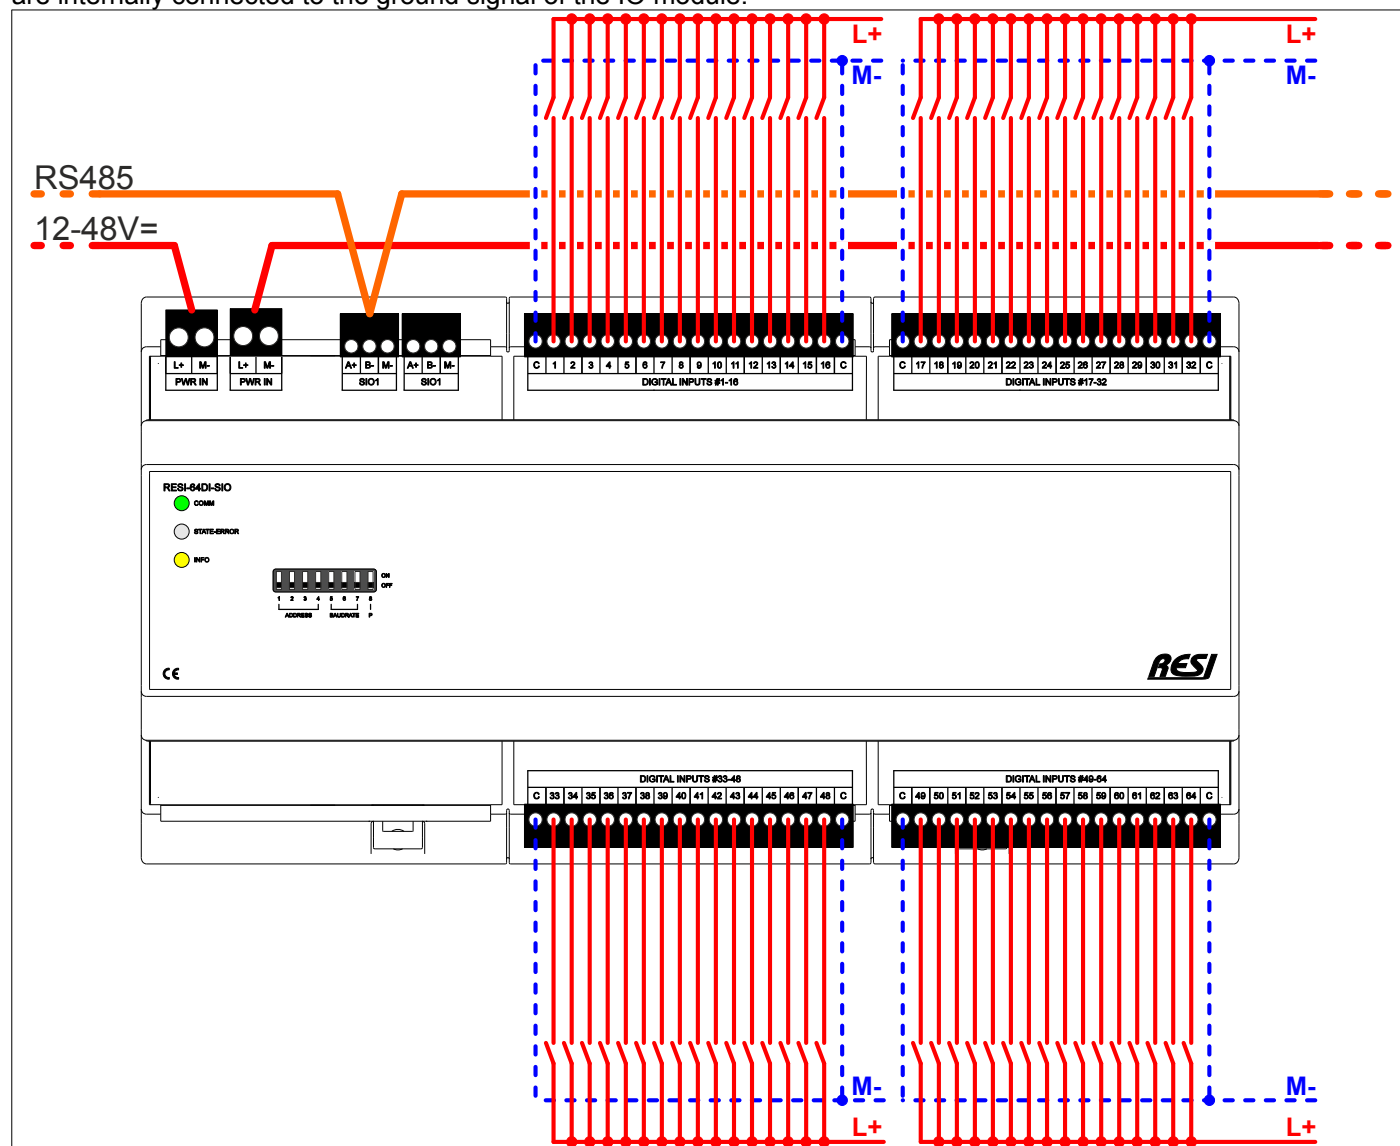 are internally connected to the ground signal of the IO module.
L+ L+
M- M-
RS485
12-48V=
L+ M- L+ M- A+ B- M- A+ B- M- C 1 2 3 4 5 6 7 8 9 10 11 12 13 14 15 16 C C 17 18 19 20 21 22 23 24 25 26 27 28 29 30 31 32 C
PWR IN PWR IN SIO1 SIO1 DIGITAL INPUTS #1-16 DIGITAL INPUTS #17-32
RESI-64DI-SIO
COMM
STATE-ERROR
INFO
ON
OFF
1 2 3 4 5 6 7 8
ADDRESS BAUDRATE P
CE RESI
DIGITAL INPUTS #33-48 DIGITAL INPUTS #49-64
C 33 34 35 36 37 38 39 40 41 42 43 44 45 46 47 48 C C 49 50 51 52 53 54 55 56 57 58 59 60 61 62 63 64 C
M- M-
L+ L+